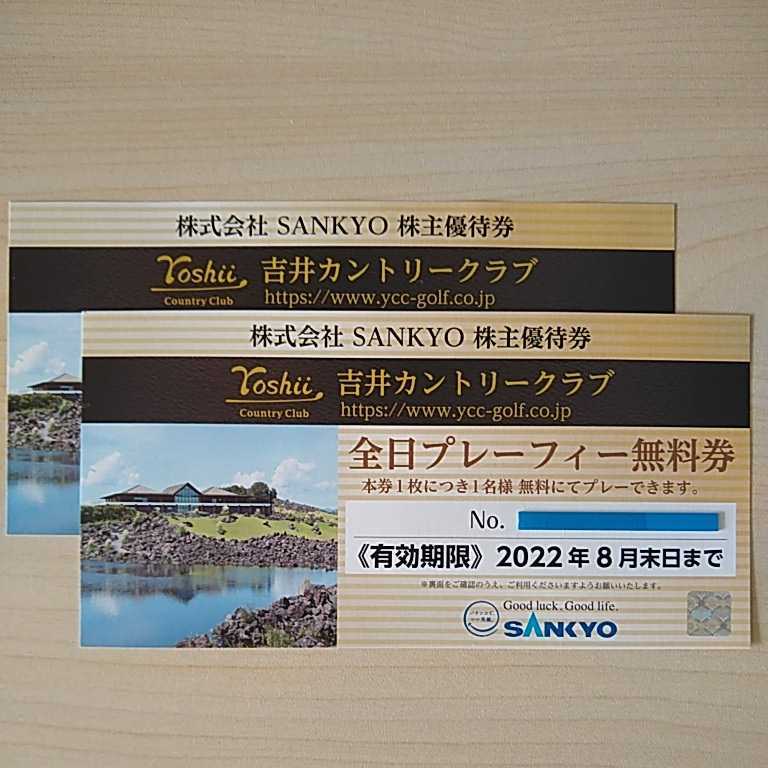 株式会社 SANKYO 株主優待券
Yoshii 吉井カントリークラブ
Country Club https://www.ycc-golf.co.jp
株式会社 SANKYO 株主優待券
Yoshii 吉井カントリークラブ
Country Club https://www.ycc-golf.co.jp
全日プレーフィー無料券
本券1枚につき1名様 無料にてプレーできます。
No.
《有効期限》2022年8月末日まで
※裏面をご確認のうえ、ご利用くださいますようお願いいたします。
Good luck. Good life.
SANKYO